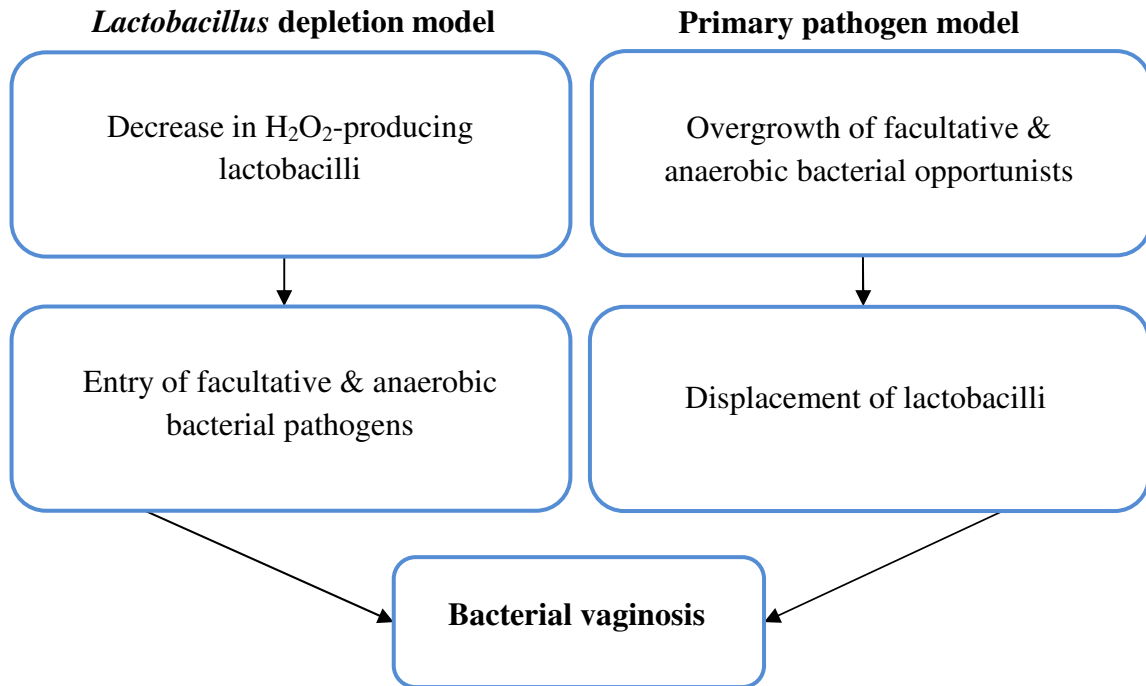 Lactobacillus depletion model
Primary pathogen model
Decrease in H₂O₂-producing
lactobacilli
Overgrowth of facultative &
anaerobic bacterial opportunists
Entry of facultative & anaerobic
bacterial pathogens
Displacement of lactobacilli
Bacterial vaginosis